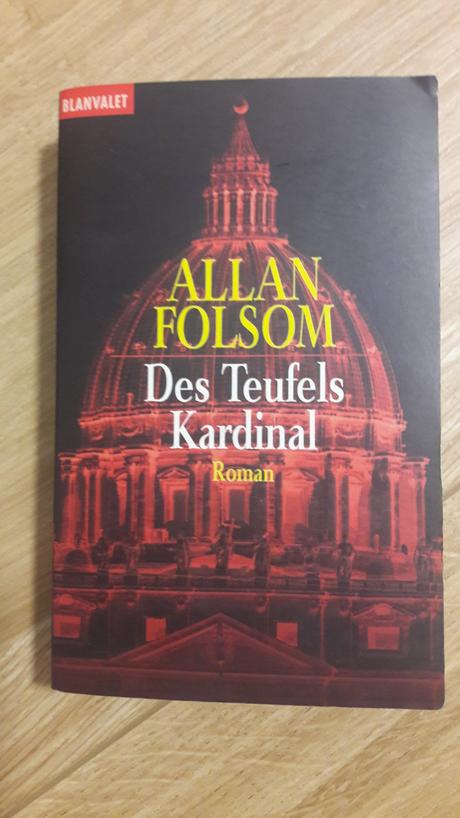 BLANVALET
ALLAN
FOLSOM
Des Teufels
Kardinal
Roman